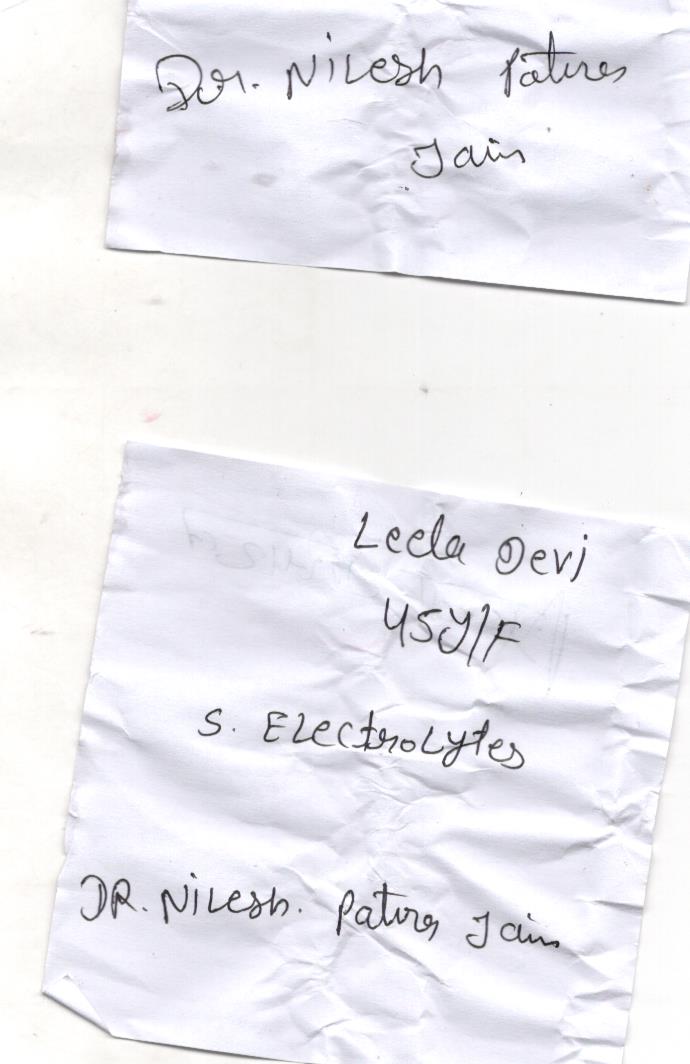 Dr. Nilesh Patures
Jain
Leela Devi
45Y/F
S. Electrolytes
DR. Nilesh. Patures Jain